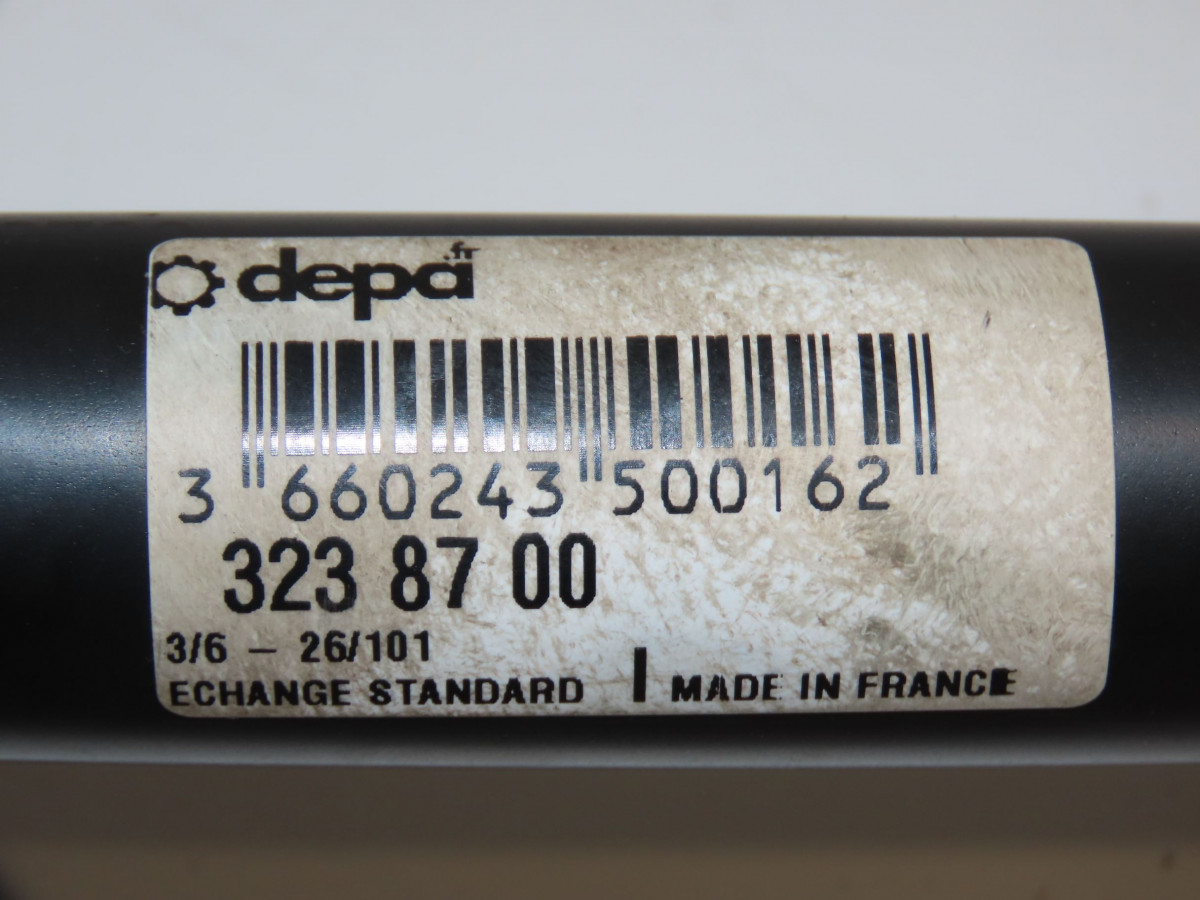 depa.fr
3 660243 500162
323 87 00
3/6 – 26/101
ECHANGE STANDARD | MADE IN FRANCE